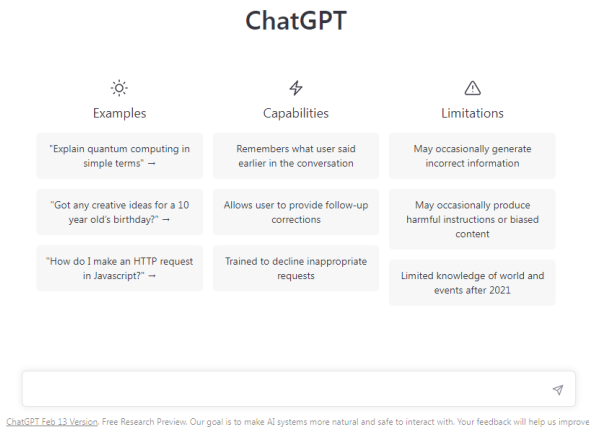 ChatGPT
Examples
"Explain quantum computing in
simple terms" →
"Got any creative ideas for a 10
year old's birthday?" →
"How do I make an HTTP request
in Javascript?" →
Capabilities
Remembers what user said
earlier in the conversation
Allows user to provide follow-up
corrections
Trained to decline inappropriate
requests
Limitations
May occasionally generate
incorrect information
May occasionally produce
harmful instructions or biased
content
Limited knowledge of world and
events after 2021
ChatGPT Feb 13 Version. Free Research Preview. Our goal is to make AI systems more natural and safe to interact with. Your feedback will help us improve